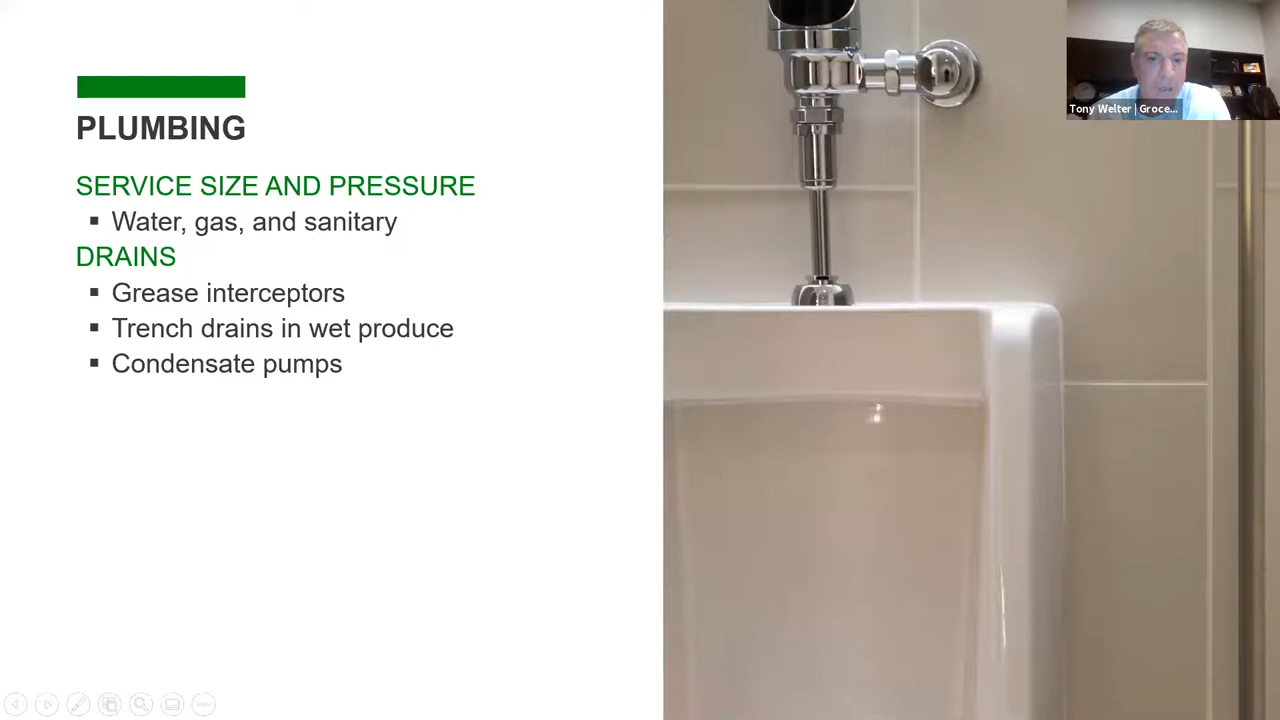 PLUMBING
SERVICE SIZE AND PRESSURE
▪ Water, gas, and sanitary
DRAINS
▪ Grease interceptors
▪ Trench drains in wet produce
▪ Condensate pumps
Tony Welter | Groce...